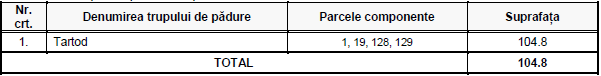 Nr. crt. Denumirea trupului de pădure Parcele componente Suprafața
1. Tartod 1, 19, 128, 129 104.8
TOTAL 104.8